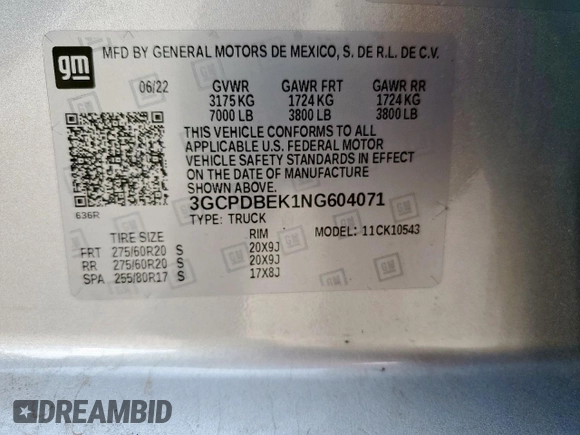 gm
MFD BY GENERAL MOTORS DE MEXICO, S. DE R.L. DE C.V.
06/22 GVWR GAWR FRT GAWR RR
3175 KG 1724 KG 1724 KG
7000 LB 3800 LB 3800 LB
THIS VEHICLE CONFORMS TO ALL
APPLICABLE U.S. FEDERAL MOTOR
VEHICLE SAFETY STANDARDS IN EFFECT
ON THE DATE OF MANUFACTURE
SHOWN ABOVE.
636R
3GCPDBEK1NG604071
TYPE: TRUCK
TIRE SIZE RIM MODEL: 11CK10543
FRT 275/60R20 S 20X9J
RR 275/60R20 S 20X9J
SPA 255/80R17 S 17X8J
DREAMBID